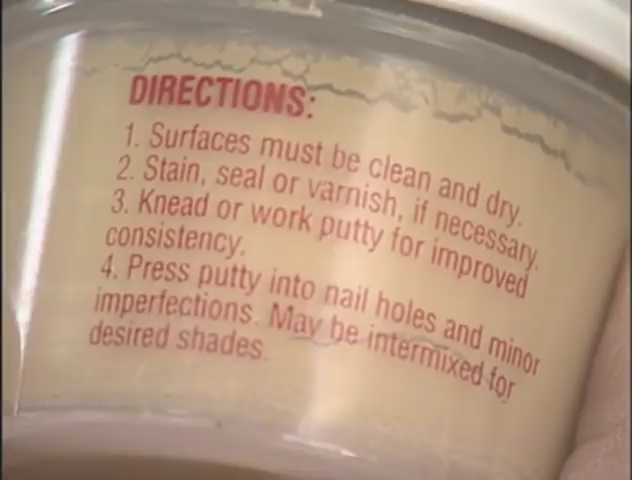 DIRECTIONS:
1. Surfaces must be clean and dry.
2. Stain, seal or varnish, if necessary.
3. Knead or work putty for improved
consistency.
4. Press putty into nail holes and minor
imperfections. May be intermixed for
desired shades.